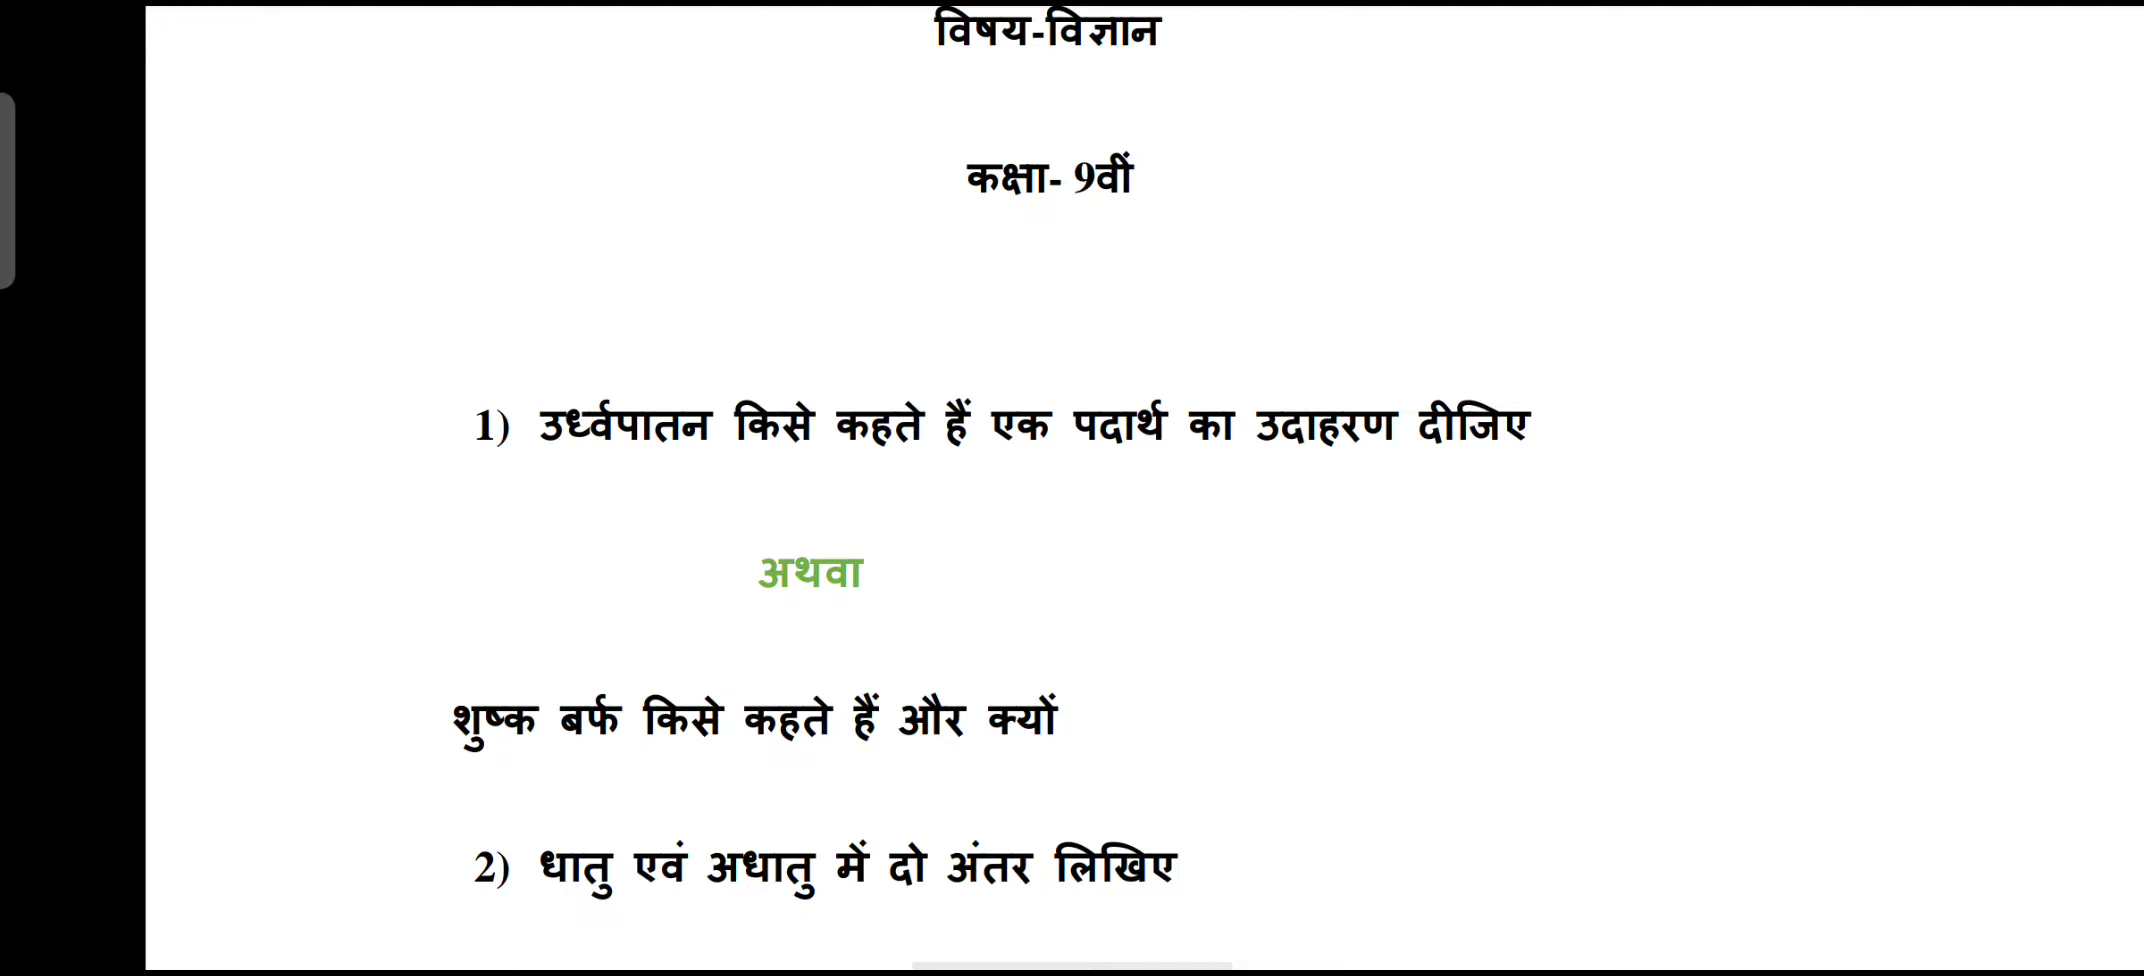 विषय-विज्ञान
कक्षा- 9वीं
1) उर्ध्वपातन किसे कहते हैं एक पदार्थ का उदाहरण दीजिए
अथवा
शुष्क बर्फ किसे कहते हैं और क्यों
2) धातु एवं अधातु में दो अंतर लिखिए